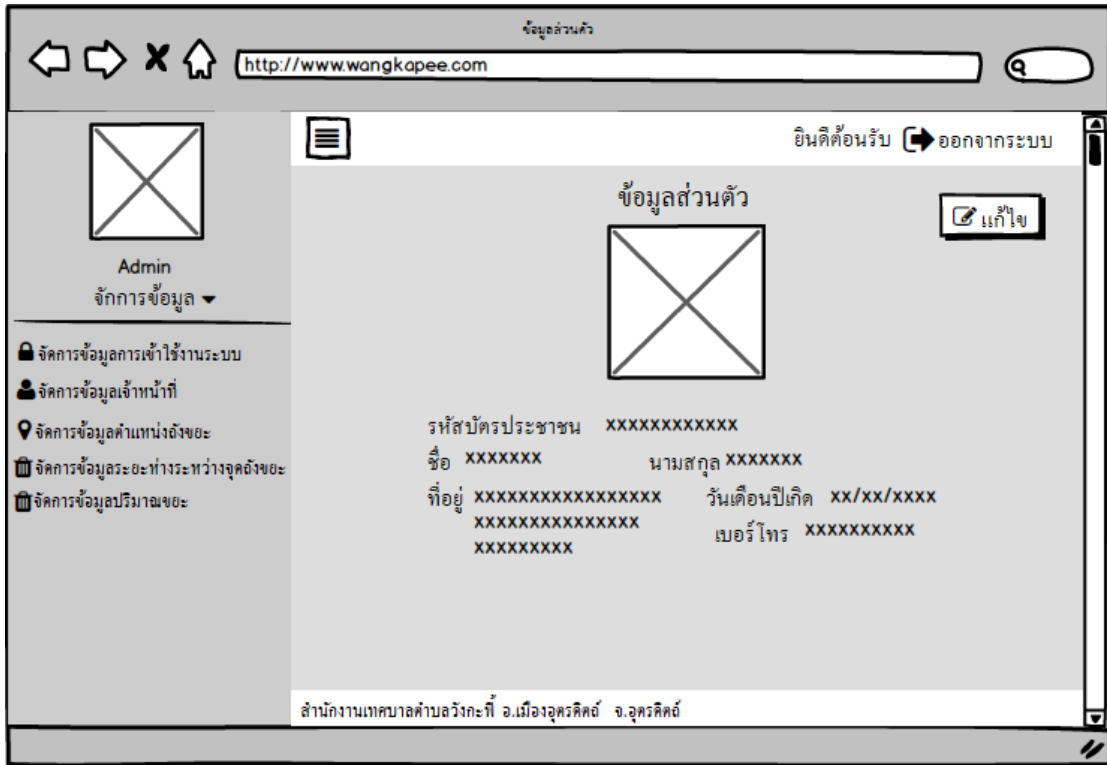 ข้อมูลส่วนตัว
http://www.wangkapee.com
ยินดีต้อนรับ ออกจากระบบ
Admin
จักการข้อมูล
จัดการข้อมูลการเข้าใช้งานระบบ
จัดการข้อมูลเจ้าหน้าที่
จัดการข้อมูลตำแหน่งถังขยะ
จัดการข้อมูลระยะห่างระหว่างจุดถังขยะ
จัดการข้อมูลปริมาณขยะ
ข้อมูลส่วนตัว
แก้ไข
รหัสบัตรประชาชน xxxxxxxxxxxx
ชื่อ xxxxxxx นามสกุล xxxxxxx
ที่อยู่ xxxxxxxxxxxxxxxxx วันเดือนปีเกิด xx/xx/xxxx
xxxxxxxxxxxxxxx เบอร์โทร xxxxxxxxxx
xxxxxxxxx
สำนักงานเทศบาลตำบลวังกะพี้ อ.เมืองอุตรดิตถ์ จ.อุตรดิตถ์